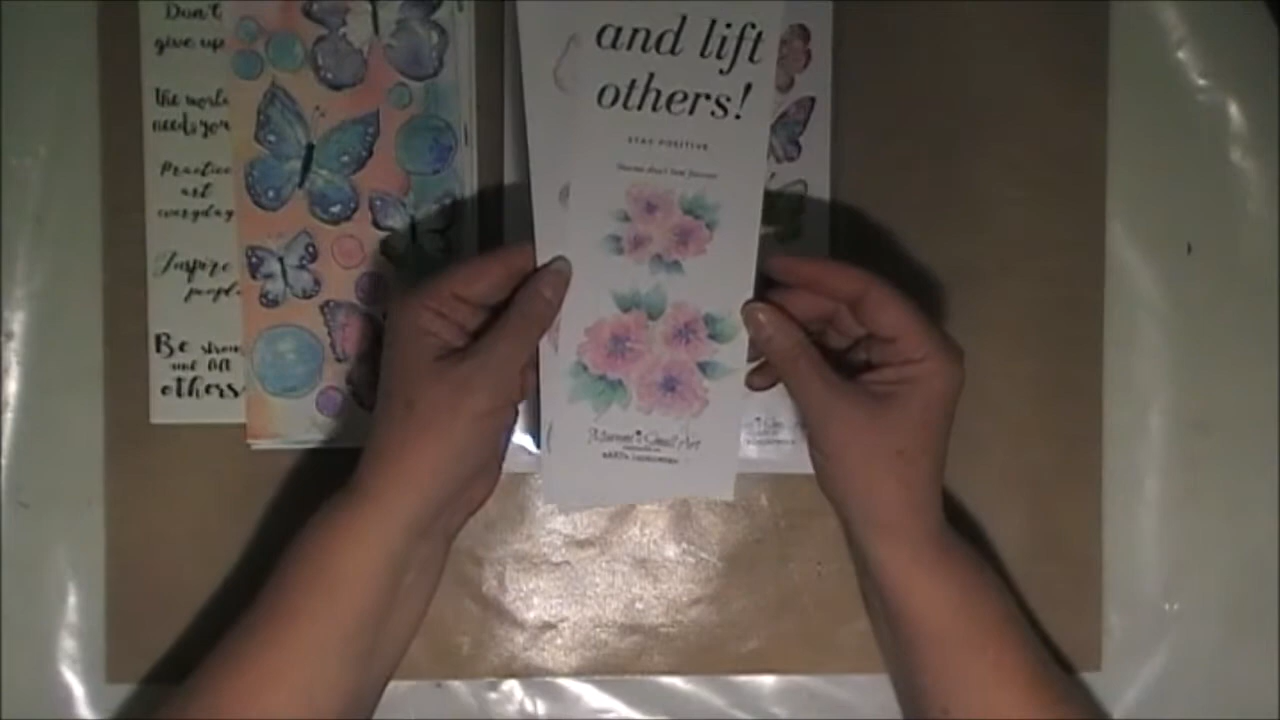 Don't
give up
the world
needs you
Practice
art
everyday
Inspire
people
Be strong
and lift
others
and lift
others!
STAY POSITIVE